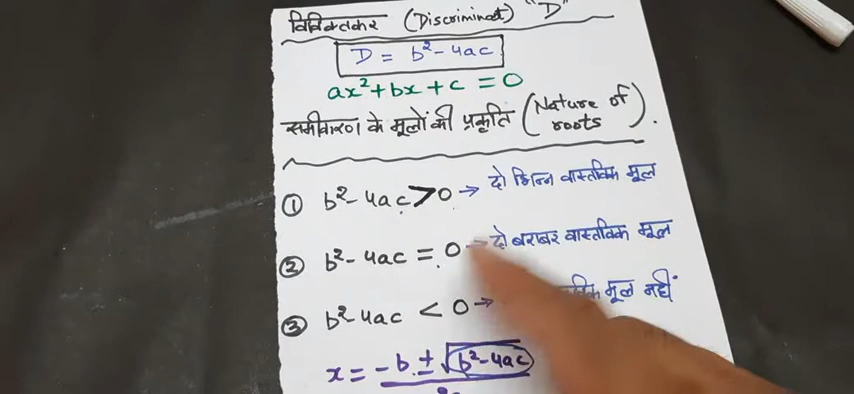 विविक्तकर (Discriminant) "D"
D = b²-4ac
ax²+bx+c = 0
समीकरण के मूलों की प्रकृति (Nature of roots).
① b²-4ac > 0 → दो भिन्न वास्तविक मूल
② b²-4ac = 0 → दो बराबर वास्तविक मूल
③ b²-4ac < 0 → मूल नहीं
x = -b ± √b²-4ac